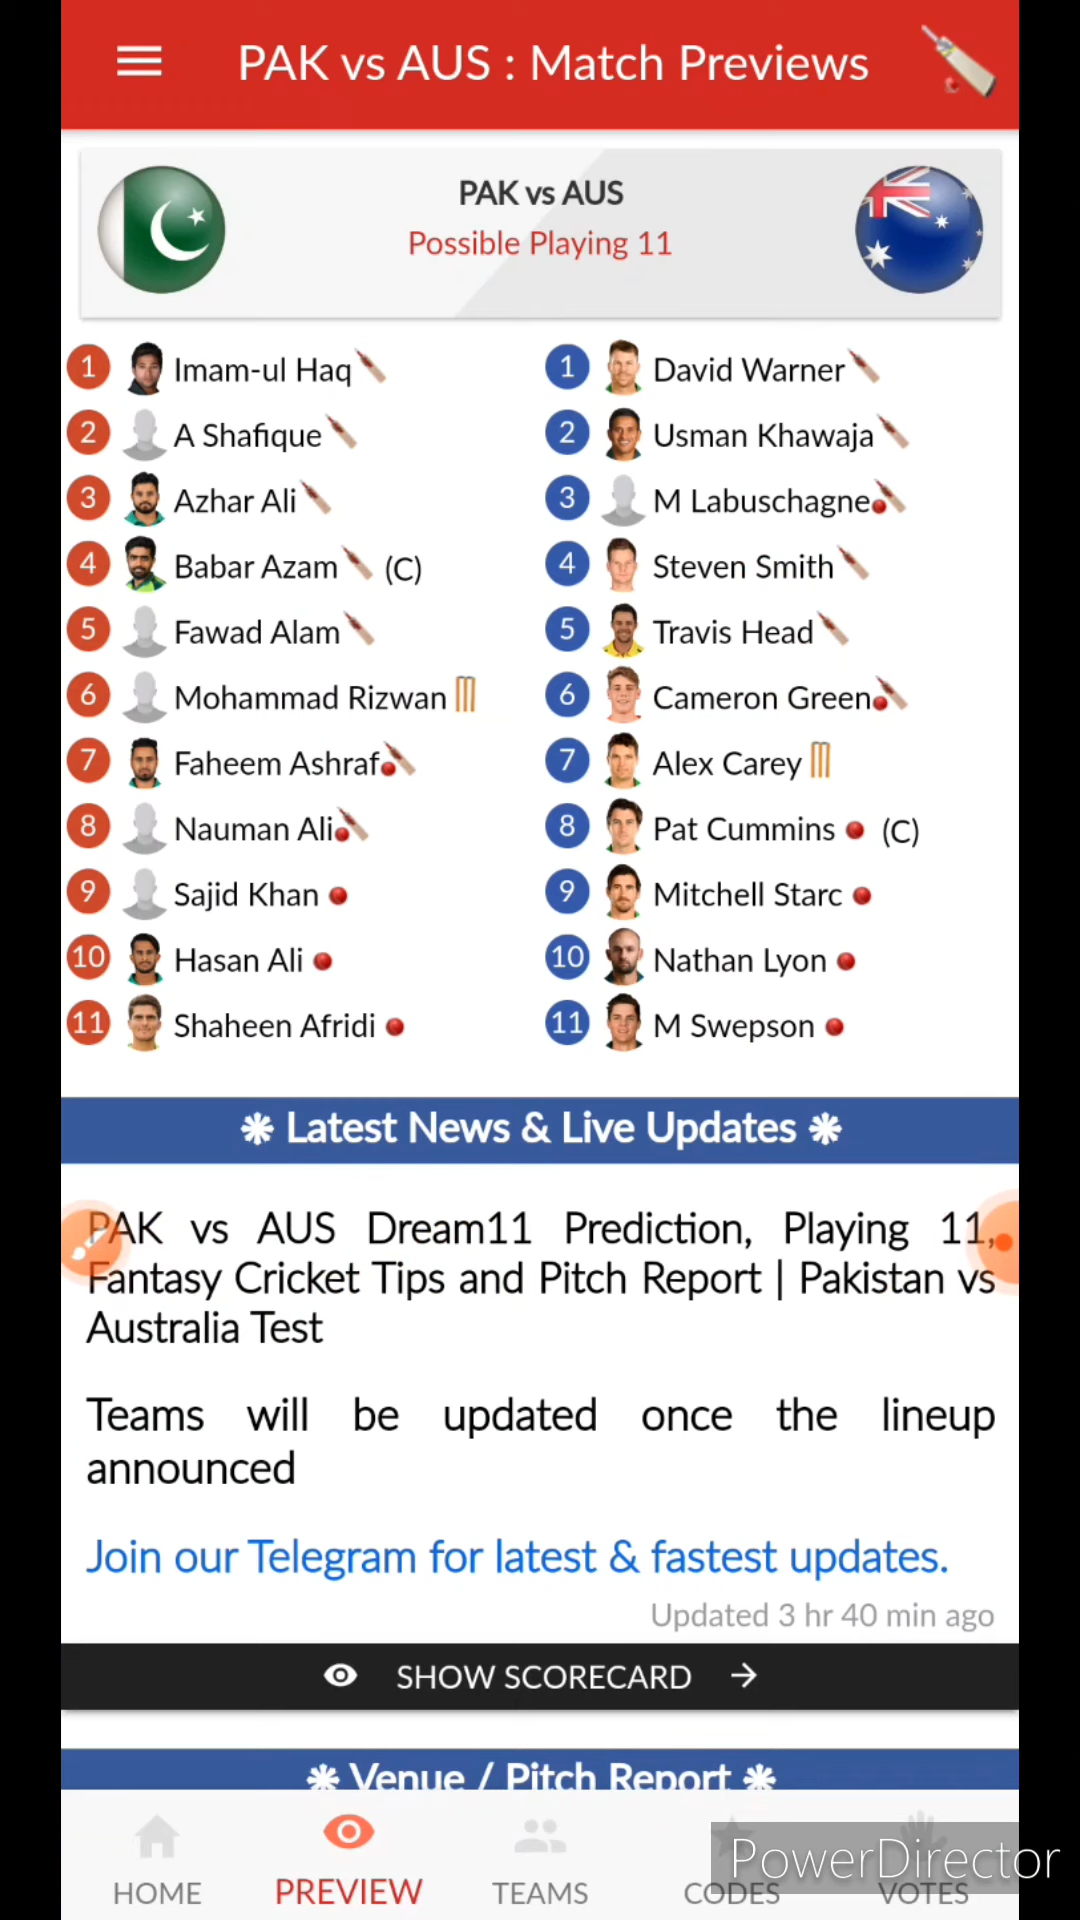 PAK vs AUS : Match Previews
PAK vs AUS
Possible Playing 11
1 Imam-ul Haq
2 A Shafique
3 Azhar Ali
4 Babar Azam (C)
5 Fawad Alam
6 Mohammad Rizwan
7 Faheem Ashraf
8 Nauman Ali
9 Sajid Khan
10 Hasan Ali
11 Shaheen Afridi
1 David Warner
2 Usman Khawaja
3 M Labuschagne
4 Steven Smith
5 Travis Head
6 Cameron Green
7 Alex Carey
8 Pat Cummins (C)
9 Mitchell Starc
10 Nathan Lyon
11 M Swepson
Latest News & Live Updates
PAK vs AUS Dream11 Prediction, Playing 11,
Fantasy Cricket Tips and Pitch Report | Pakistan vs
Australia Test
Teams will be updated once the lineup
announced
Join our Telegram for latest & fastest updates.
Updated 3 hr 40 min ago
SHOW SCORECARD
Venue / Pitch Report
HOME
PREVIEW
TEAMS
CODES
VOTES
PowerDirector